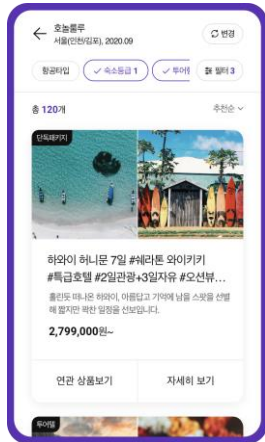 호놀룰루
서울(인천/김포), 2020.09
변경
항공타입
숙소등급 1
필터 3
총 120개
추천순
단독패키지
하와이 허니문 7일 #쉐라톤 와이키키
#특급호텔 #2일관광+3일자유 #오션뷰...
홀린듯 떠나온 하와이, 아름답고 기억에 남을 스팟을 선별
해 짧지만 꽉찬 일정을 선보입니다.
2,799,000원~
연관 상품보기
자세히 보기
투어텔